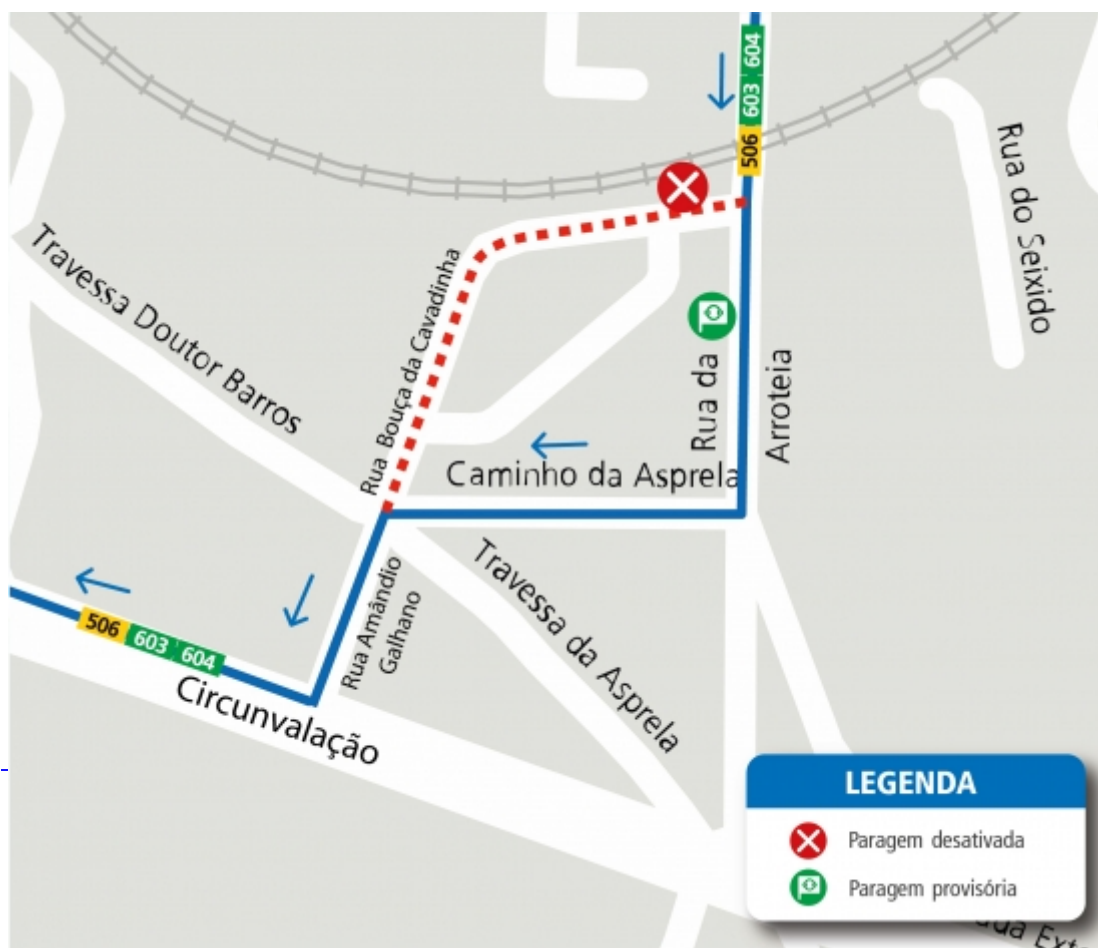 506 603 604
Rua do Seixido
Travessa Doutor Barros
Rua Bouça da Cavadinha
Rua da
Arroteia
Caminho da Asprela
Travessa da Asprela
Rua Amândio
Galhano
506 603 604
Circunvalação
LEGENDA
Paragem desativada
Paragem provisória